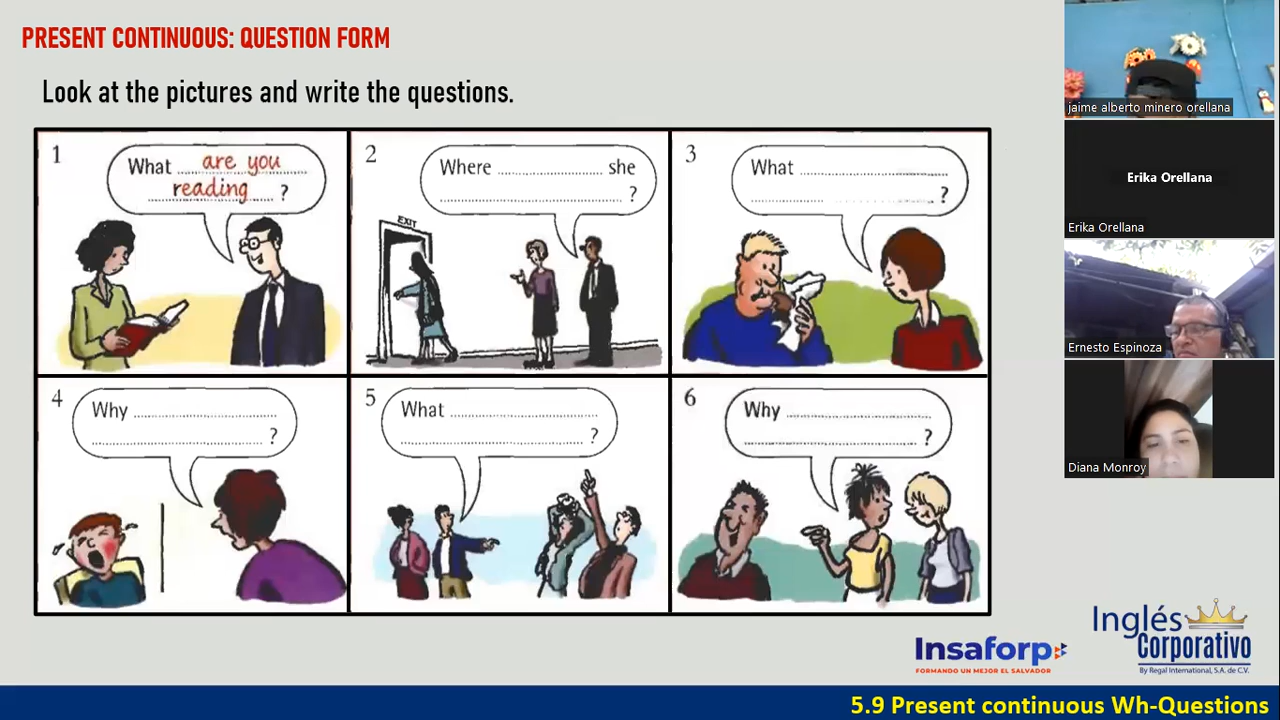 PRESENT CONTINUOUS: QUESTION FORM
Look at the pictures and write the questions.
1
What are you
reading ?
2
Where she
?
EXIT
3
What
?
4
Why
?
5
What
?
6
Why
?
jaime alberto minero orellana
Erika Orellana
Erika Orellana
Ernesto Espinoza
Diana Monroy
Insaforp
FORMANDO UN MEJOR EL SALVADOR
Inglés
Corporativo
By Regal International, S.A. de C.V.
5.9 Present continuous Wh-Questions